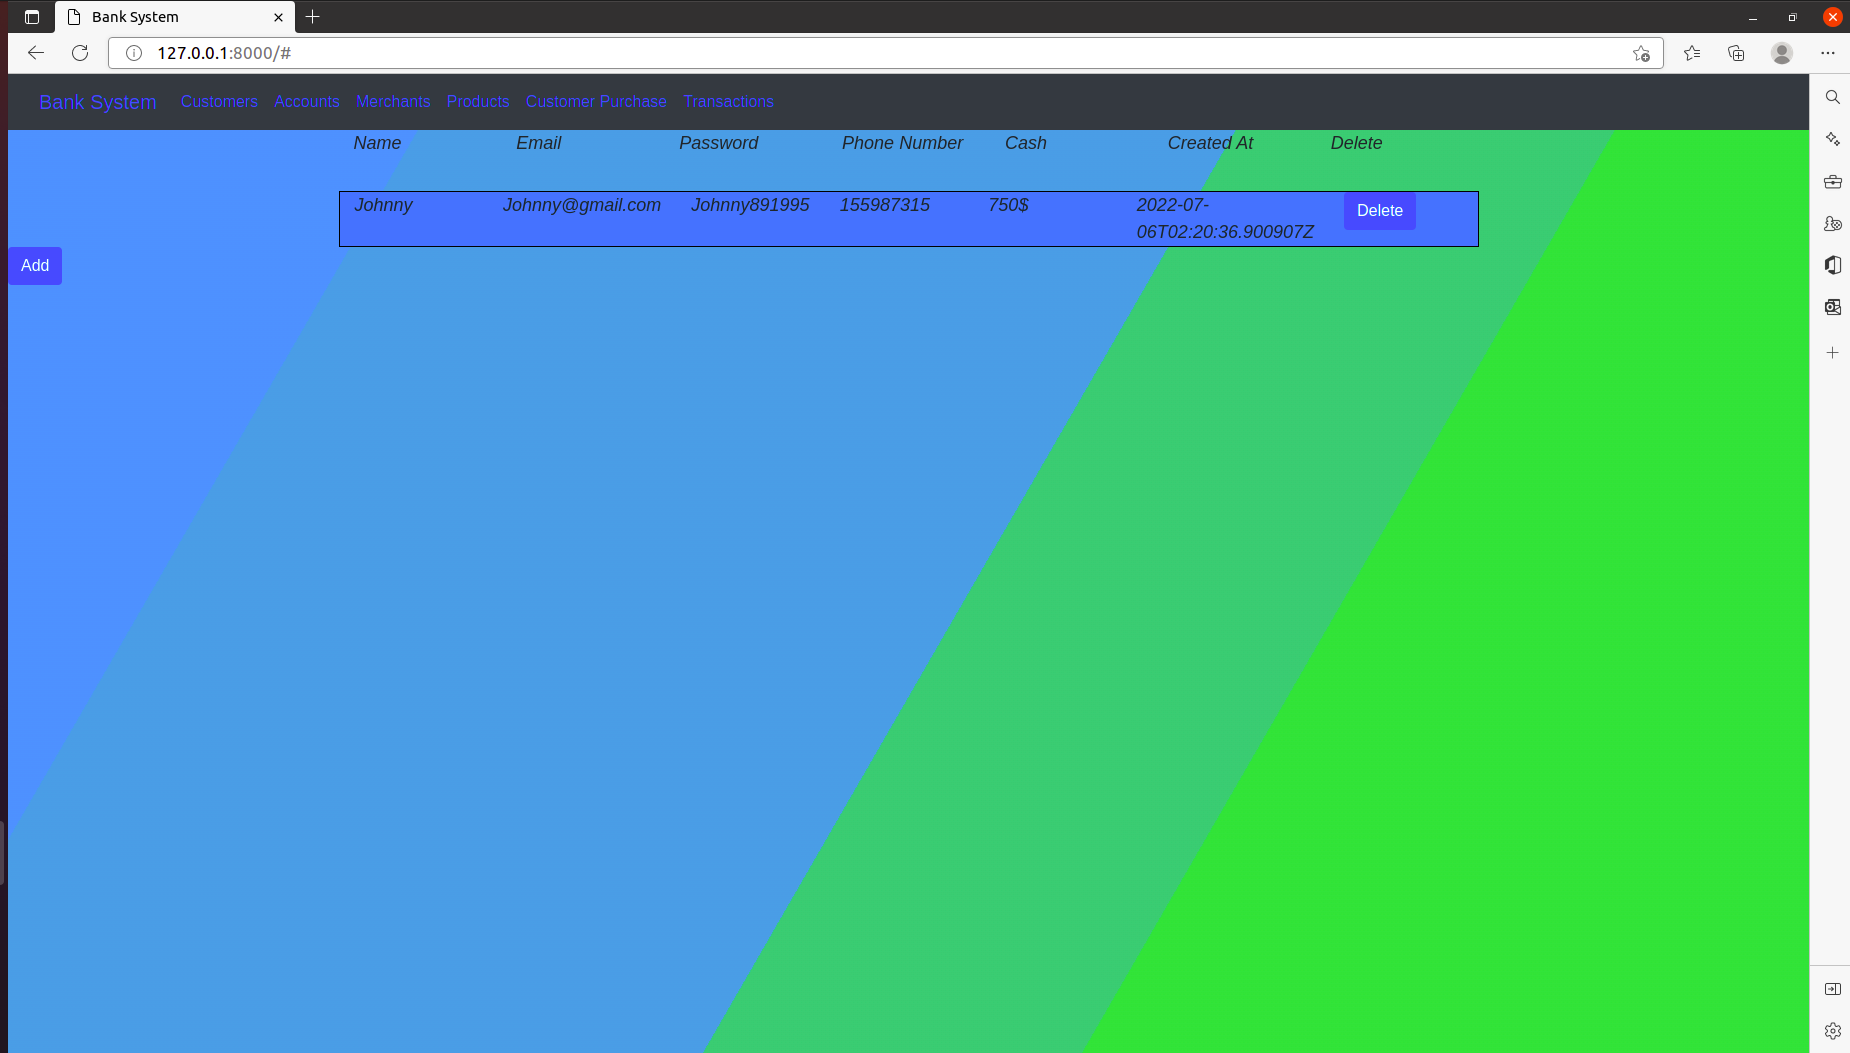 Bank System
127.0.0.1:8000/#
Bank System Customers Accounts Merchants Products Customer Purchase Transactions
Name Email Password Phone Number Cash Created At Delete
Johnny Johnny@gmail.com Johnny891995 155987315 750$ 2022-07- Delete
06T02:20:36.900907Z
Add